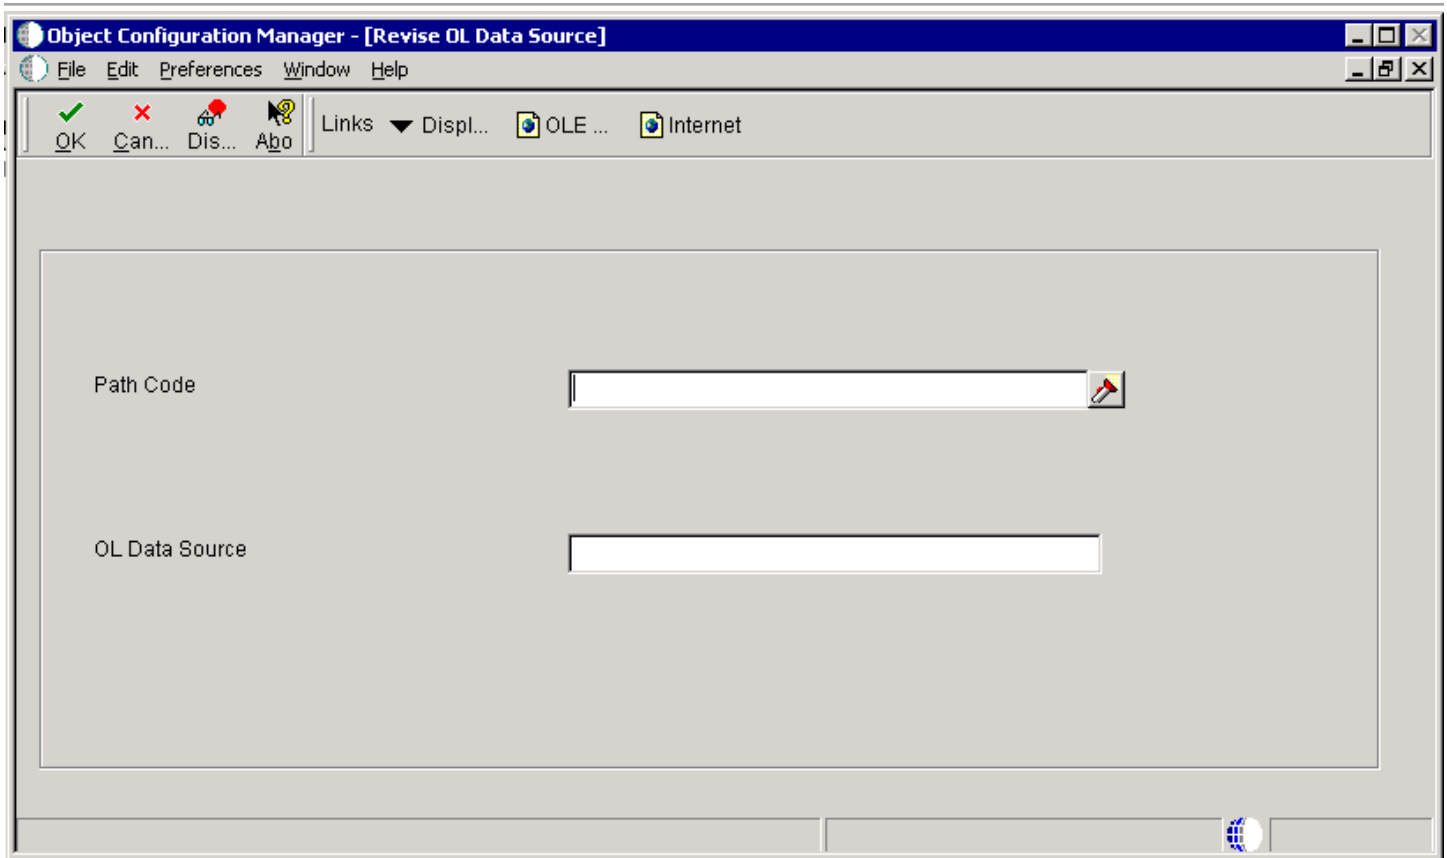 Object Configuration Manager - [Revise OL Data Source]
File Edit Preferences Window Help
OK Can... Dis... Abo Links Displ... OLE ... Internet
Path Code
OL Data Source